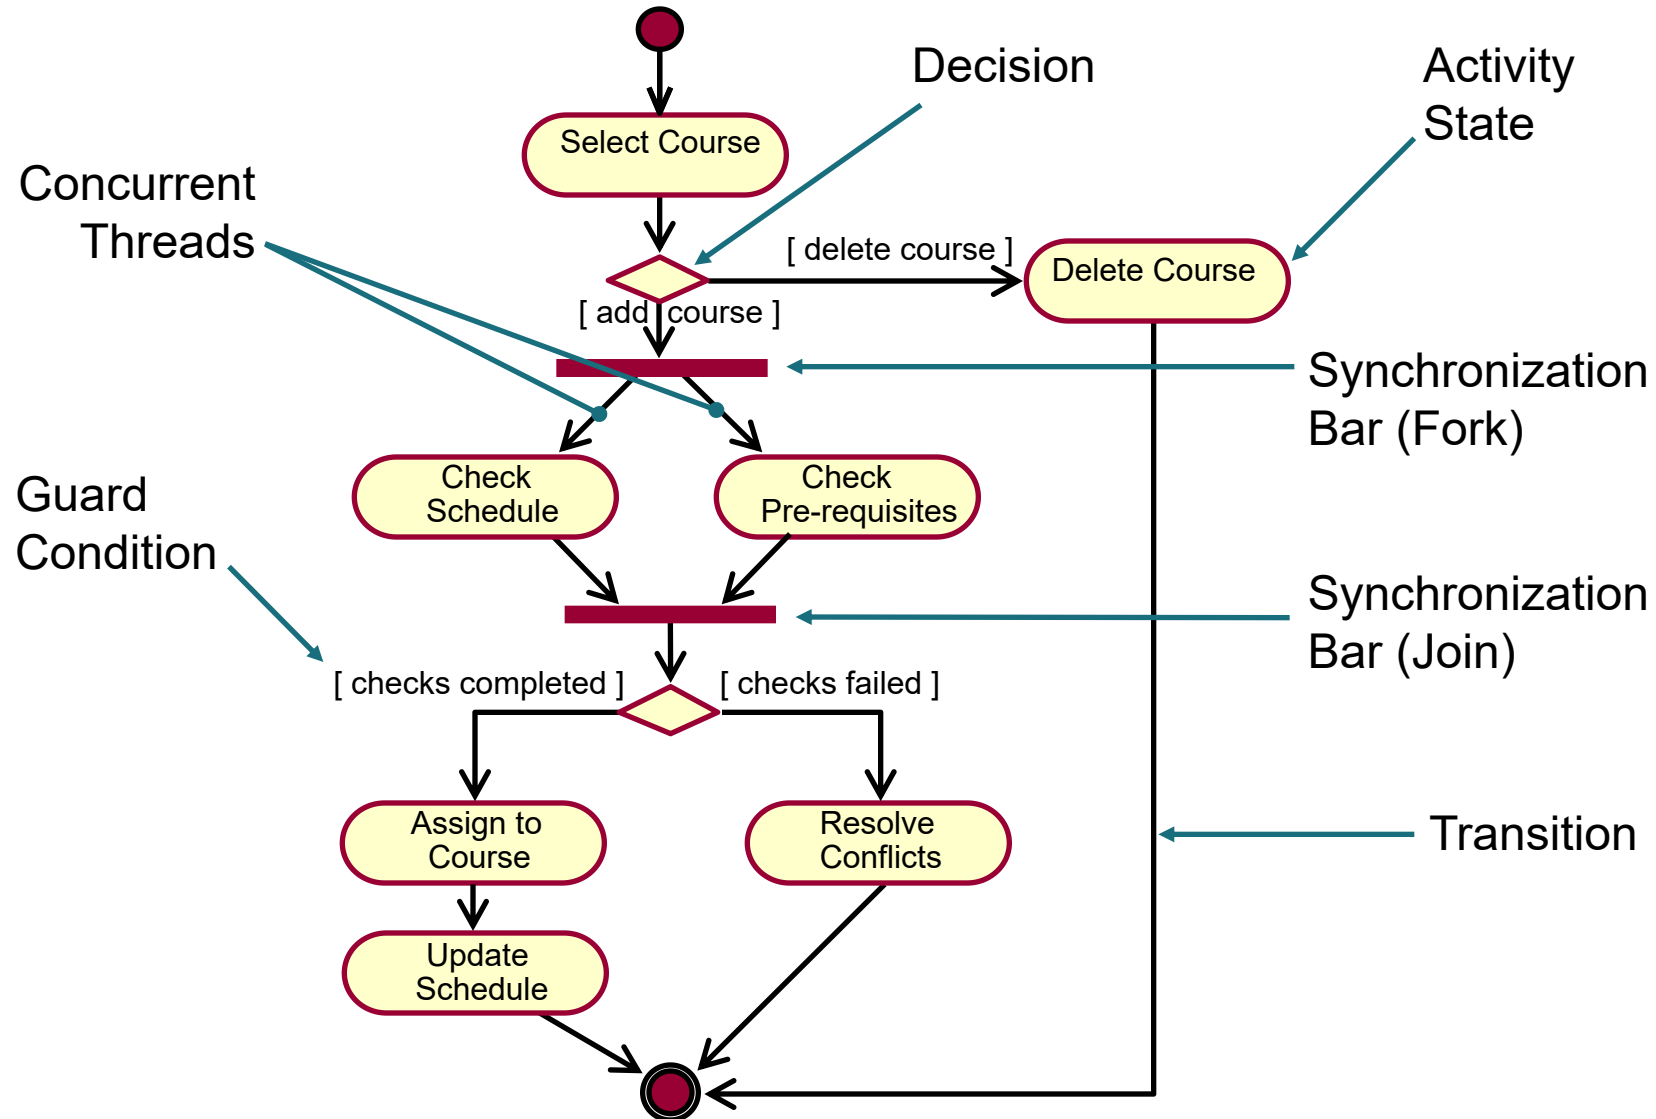 Decision
Activity
State
Select Course
Concurrent
Threads
[ delete course ]
Delete Course
[ add course ]
Synchronization
Bar (Fork)
Check
Schedule
Check
Pre-requisites
Guard
Condition
Synchronization
Bar (Join)
[ checks completed ]
[ checks failed ]
Assign to
Course
Resolve
Conflicts
Transition
Update
Schedule